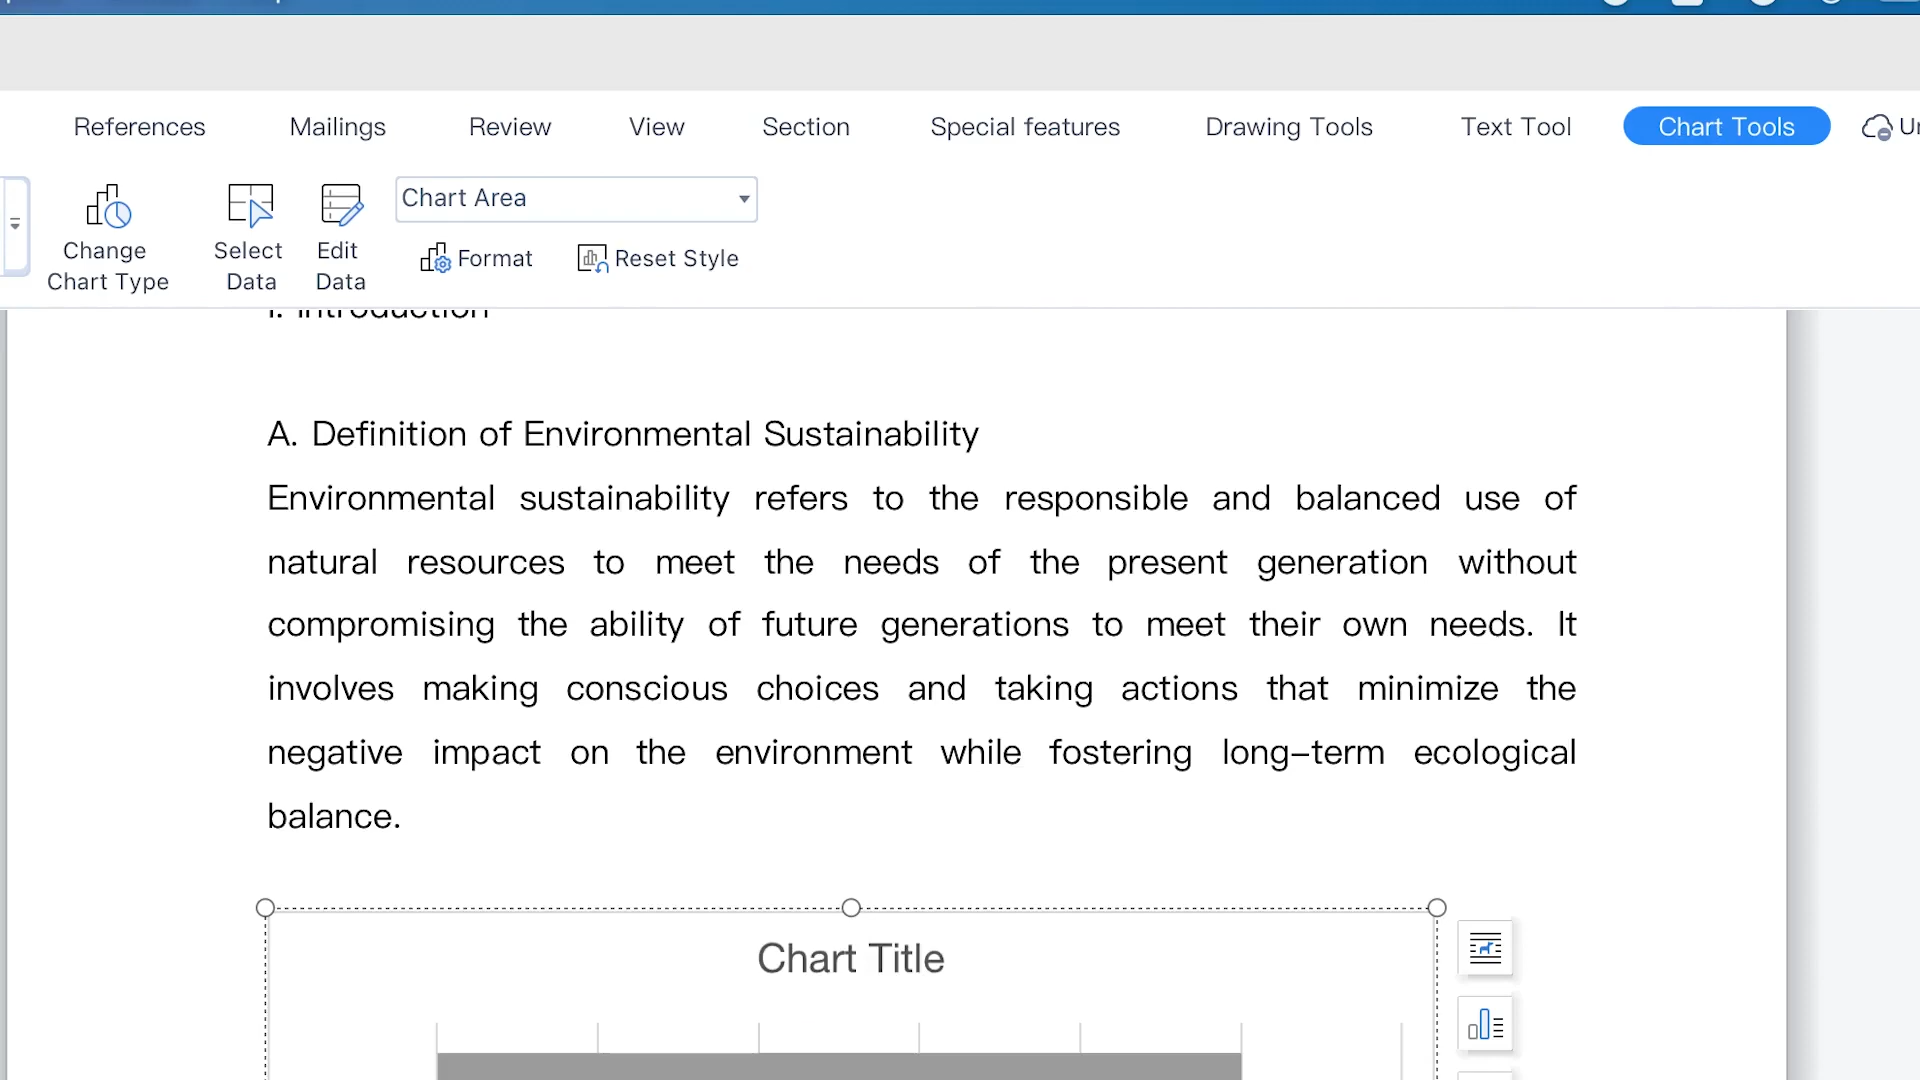 References
Mailings
Review
View
Section
Special features
Drawing Tools
Text Tool
Chart Tools
Chart Area
Change
Chart Type
Select
Data
Edit
Data
Format
Reset Style
I. Introduction
A. Definition of Environmental Sustainability
Environmental sustainability refers to the responsible and balanced use of
natural resources to meet the needs of the present generation without
compromising the ability of future generations to meet their own needs. It
involves making conscious choices and taking actions that minimize the
negative impact on the environment while fostering long–term ecological
balance.
Chart Title